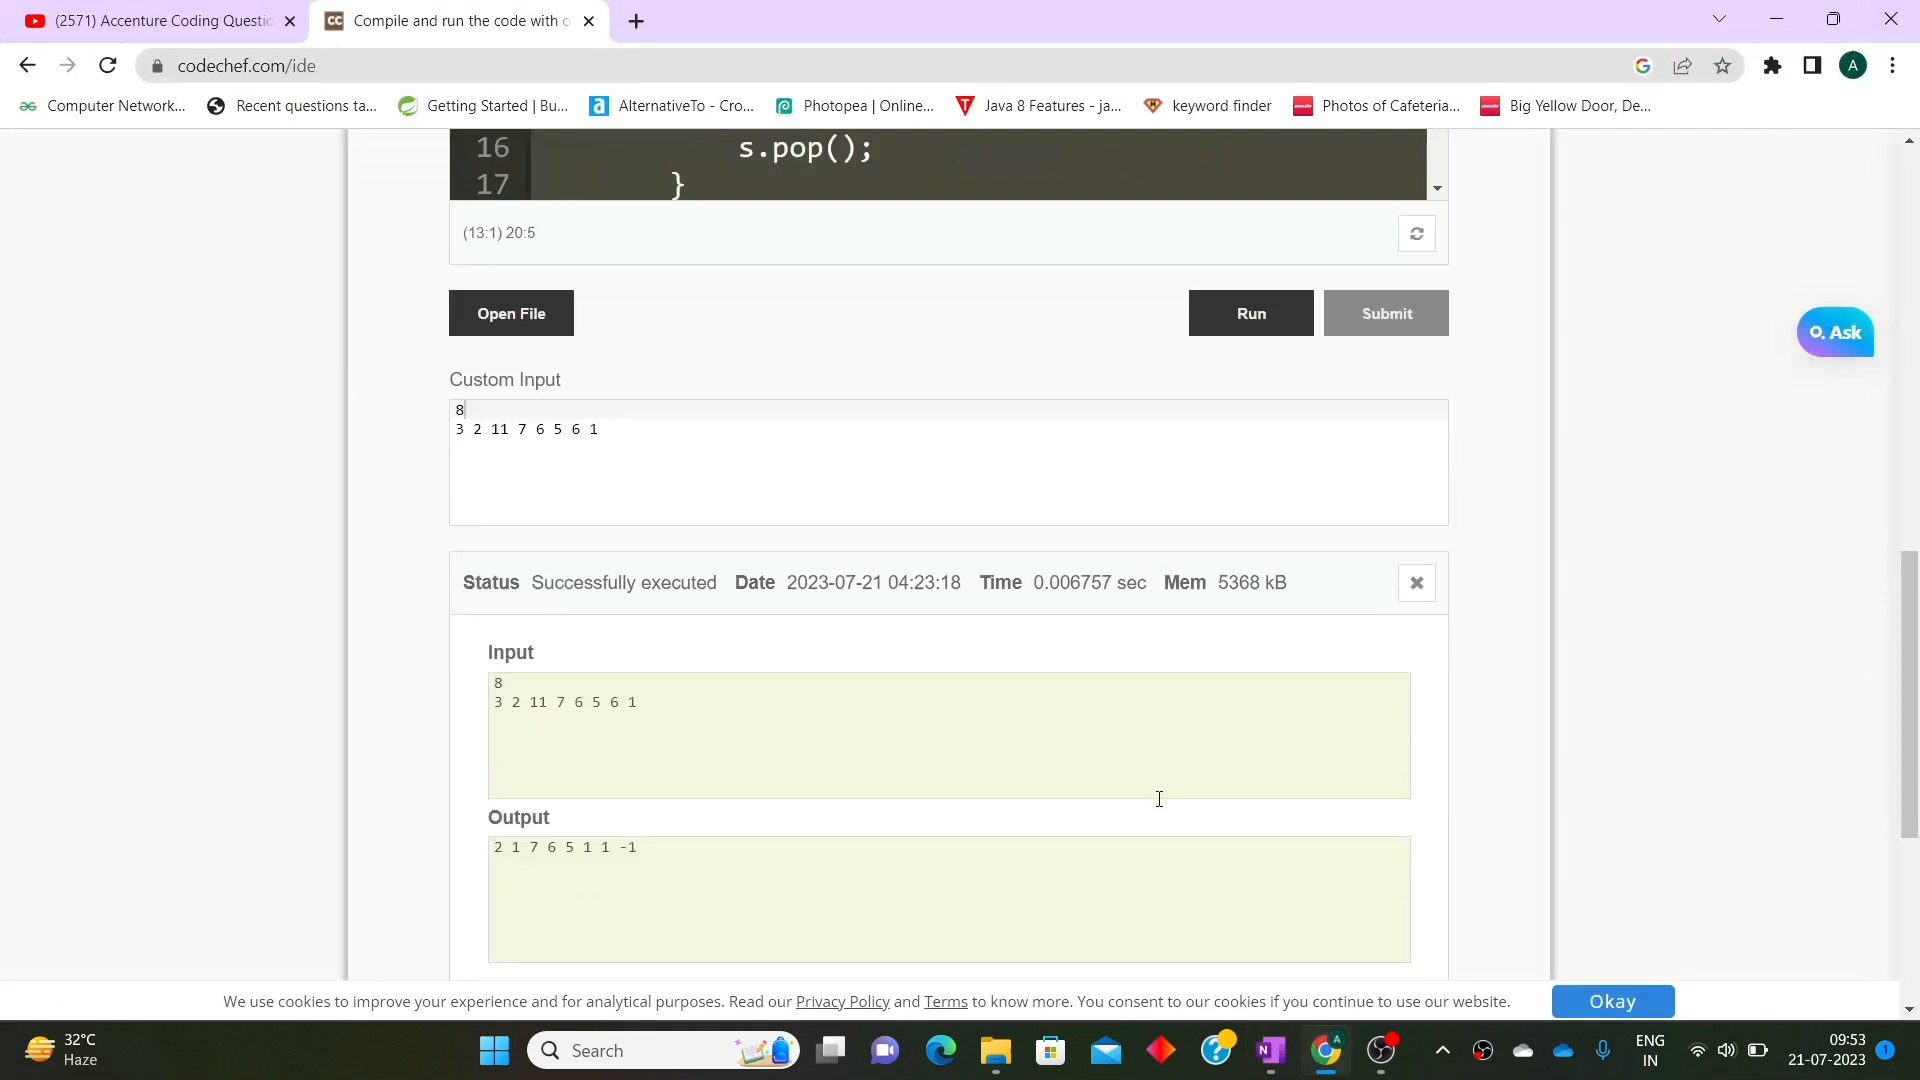 (2571) Accenture Coding Questio
Compile and run the code with o
codechef.com/ide
Computer Network...
Recent questions ta...
Getting Started | Bu...
AlternativeTo - Cro...
Photopea | Online...
Java 8 Features - ja...
keyword finder
Photos of Cafeteria...
Big Yellow Door, De...
16 s.pop();
17 }
(13:1) 20:5
Open File
Run
Submit
Ask
Custom Input
8
3 2 11 7 6 5 6 1
Status Successfully executed Date 2023-07-21 04:23:18 Time 0.006757 sec Mem 5368 kB
Input
8
3 2 11 7 6 5 6 1
Output
2 1 7 6 5 1 1 -1
We use cookies to improve your experience and for analytical purposes. Read our Privacy Policy and Terms to know more. You consent to our cookies if you continue to use our website.
Okay
32°C
Haze
Search
ENG
IN
09:53
21-07-2023
1